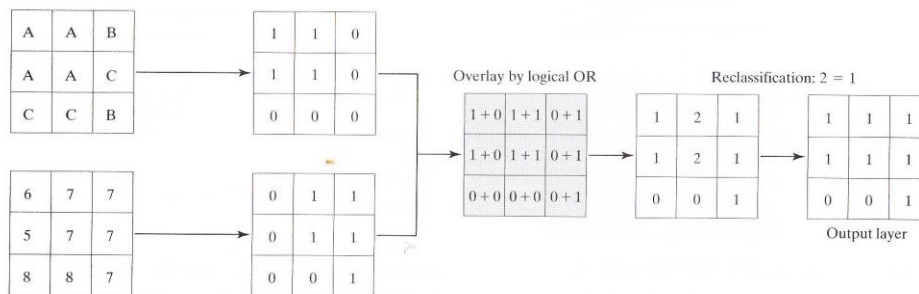 A A B
A A C
C C B
1 1 0
1 1 0
0 0 0
6 7 7
5 7 7
8 8 7
0 1 1
0 1 1
0 0 1
Overlay by logical OR
1 + 0 1 + 1 0 + 1
1 + 0 1 + 1 0 + 1
0 + 0 0 + 0 0 + 1
Reclassification: 2 = 1
1 2 1
1 2 1
0 0 1
1 1 1
1 1 1
0 0 1
Output layer